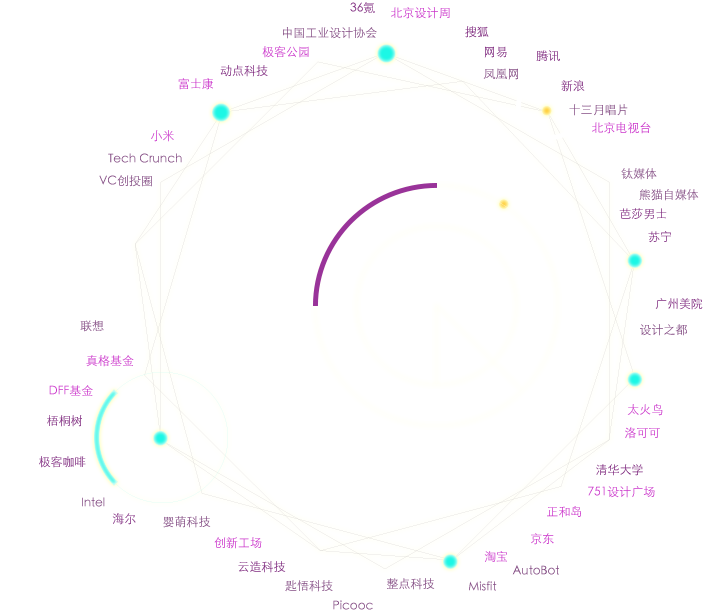 36氪
北京设计周
中国工业设计协会
搜狐
极客公园
网易
腾讯
动点科技
凤凰网
富士康
新浪
十三月唱片
小米
北京电视台
Tech Crunch
钛媒体
VC创投圈
熊猫自媒体
芭莎男士
苏宁
广州美院
联想
设计之都
真格基金
DFF基金
太火鸟
梧桐树
洛可可
极客咖啡
清华大学
751设计广场
Intel
正和岛
海尔
婴萌科技
创新工场
京东
淘宝
云造科技
AutoBot
匙悟科技
整点科技
Misfit
Picooc